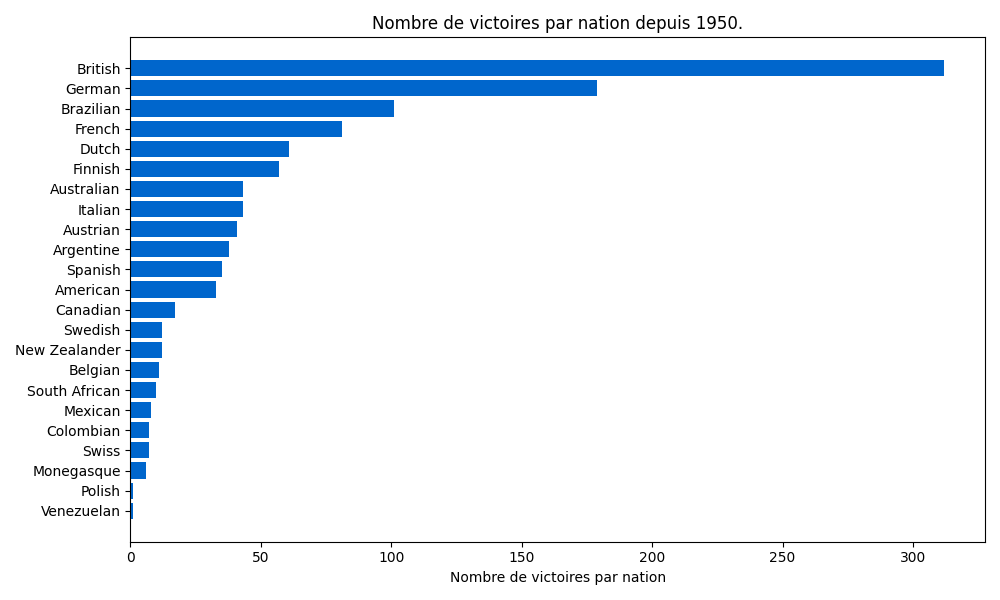 Nombre de victoires par nation depuis 1950.
British
German
Brazilian
French
Dutch
Finnish
Australian
Italian
Austrian
Argentine
Spanish
American
Canadian
Swedish
New Zealander
Belgian
South African
Mexican
Colombian
Swiss
Monegasque
Polish
Venezuelan
0 50 100 150 200 250 300
Nombre de victoires par nation